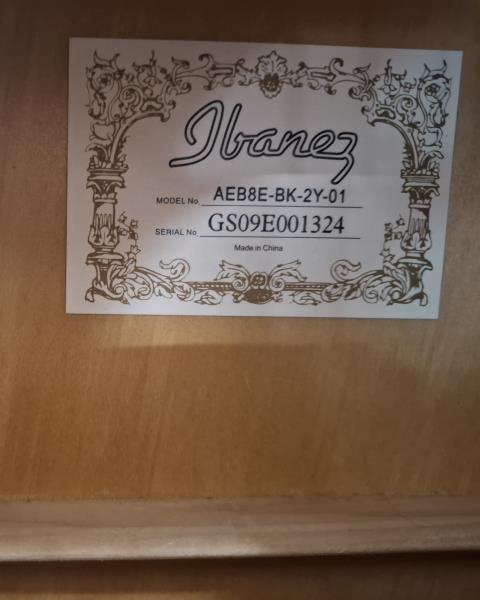 Ibanez
MODEL No. AEB8E-BK-2Y-01
SERIAL No. GS09E001324
Made in China